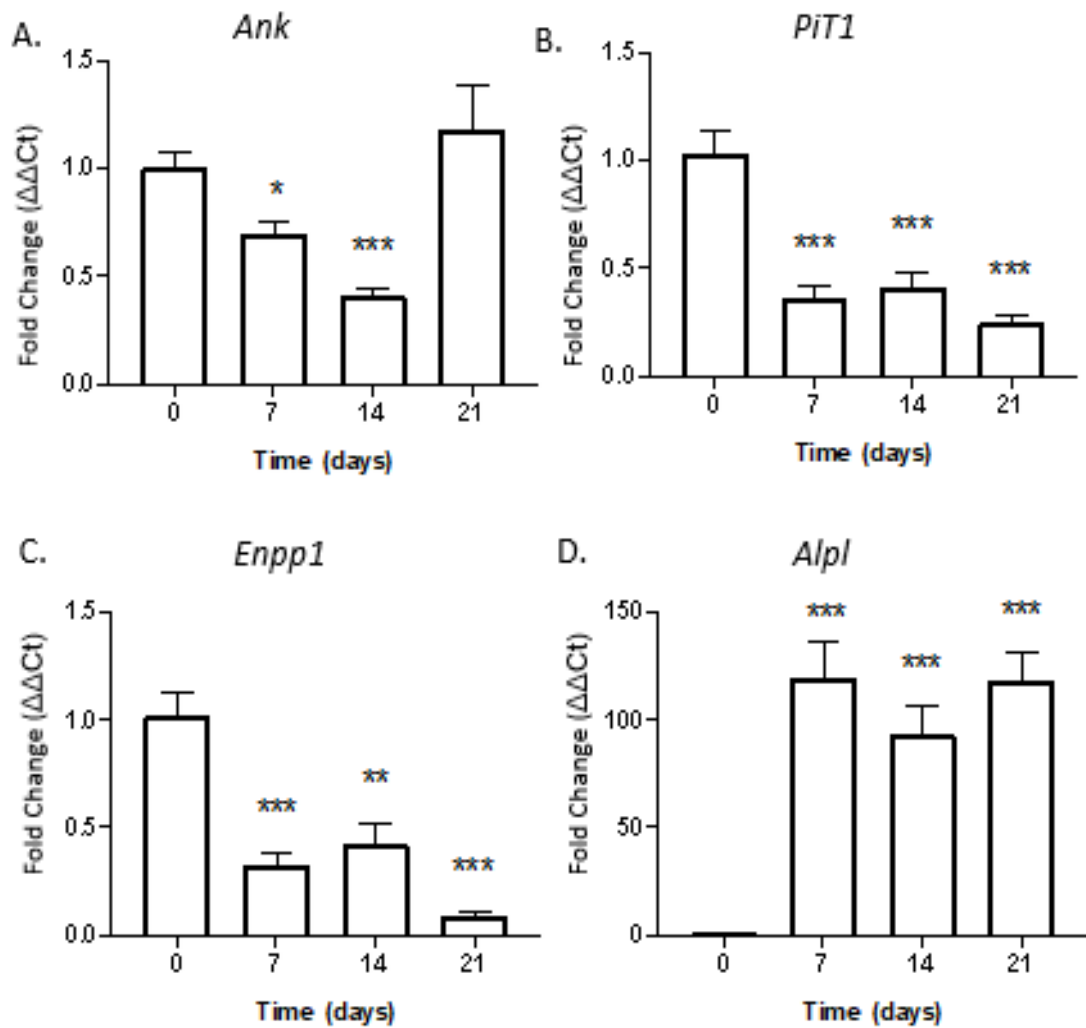 A. Ank
Fold Change (ΔΔCt)
1.5
1.0
0.5
0.0
*
***
0 7 14 21
Time (days)
B. PiT1
Fold Change (ΔΔCt)
1.5
1.0
0.5
0.0
***
***
***
0 7 14 21
Time (days)
C. Enpp1
Fold Change (ΔΔCt)
1.5
1.0
0.5
0.0
***
**
***
0 7 14 21
Time (days)
D. Alpl
Fold Change (ΔΔCt)
150
100
50
0
***
***
***
0 7 14 21
Time (days)